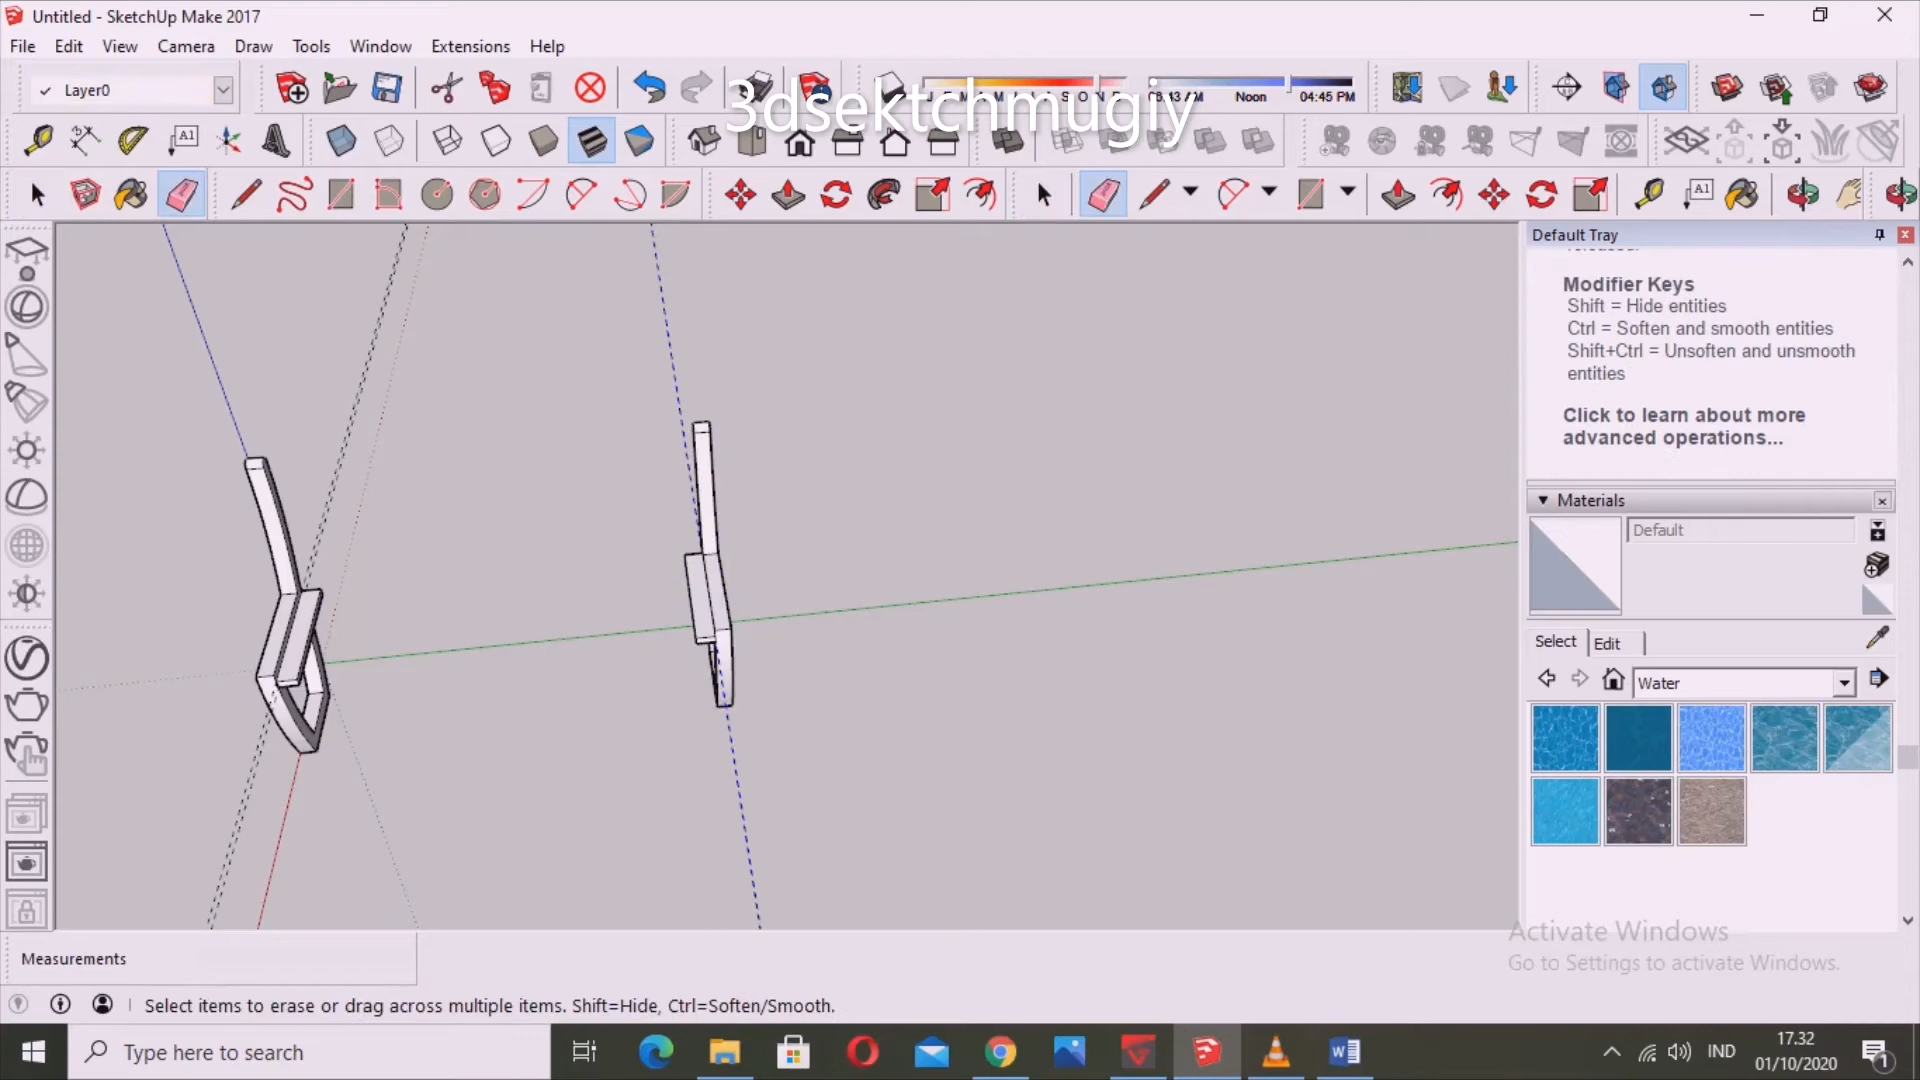 Untitled - SketchUp Make 2017
File Edit View Camera Draw Tools Window Extensions Help
Layer0
3dsektchmugiy
Noon 04:45 PM
A1
A1
Default Tray
Modifier Keys
Shift = Hide entities
Ctrl = Soften and smooth entities
Shift+Ctrl = Unsoften and unsmooth
entities
Click to learn about more
advanced operations...
Materials
Default
Select Edit
Water
Activate Windows
Go to Settings to activate Windows.
Measurements
Select items to erase or drag across multiple items. Shift=Hide, Ctrl=Soften/Smooth.
Type here to search
IND
17.32
01/10/2020
1